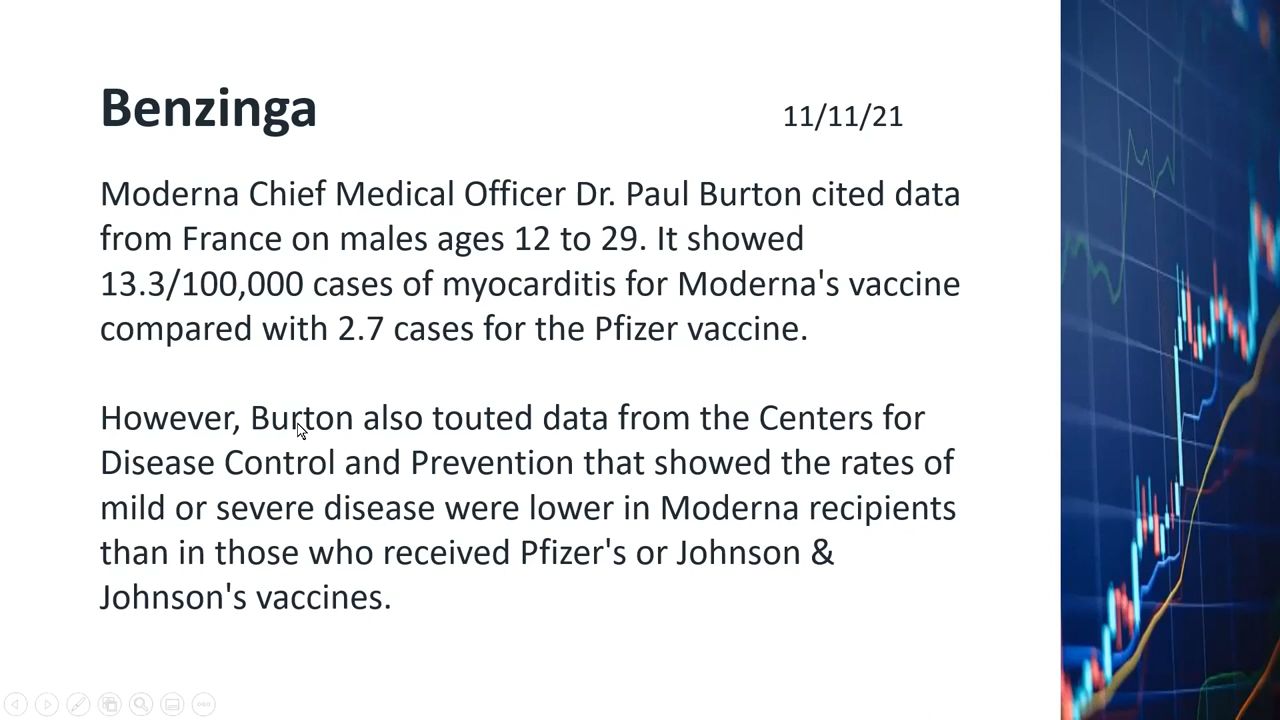 Benzinga
11/11/21
Moderna Chief Medical Officer Dr. Paul Burton cited data
from France on males ages 12 to 29. It showed
13.3/100,000 cases of myocarditis for Moderna's vaccine
compared with 2.7 cases for the Pfizer vaccine.
However, Burton also touted data from the Centers for
Disease Control and Prevention that showed the rates of
mild or severe disease were lower in Moderna recipients
than in those who received Pfizer's or Johnson &
Johnson's vaccines.